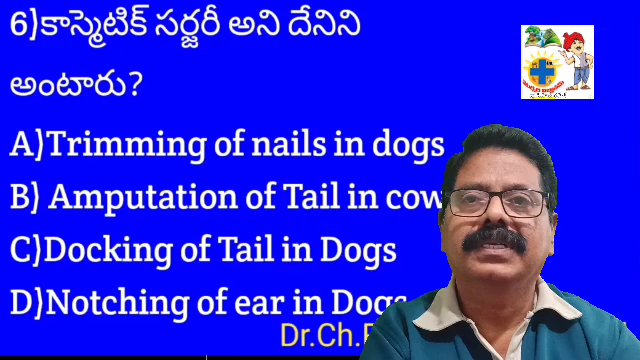 6)కాస్మెటిక్ సర్జరీ అని దేనిని
అంటారు?
A)Trimming of nails in dogs
B) Amputation of Tail in cow
C)Docking of Tail in Dogs
D)Notching of ear in Dogs
Dr.Ch.